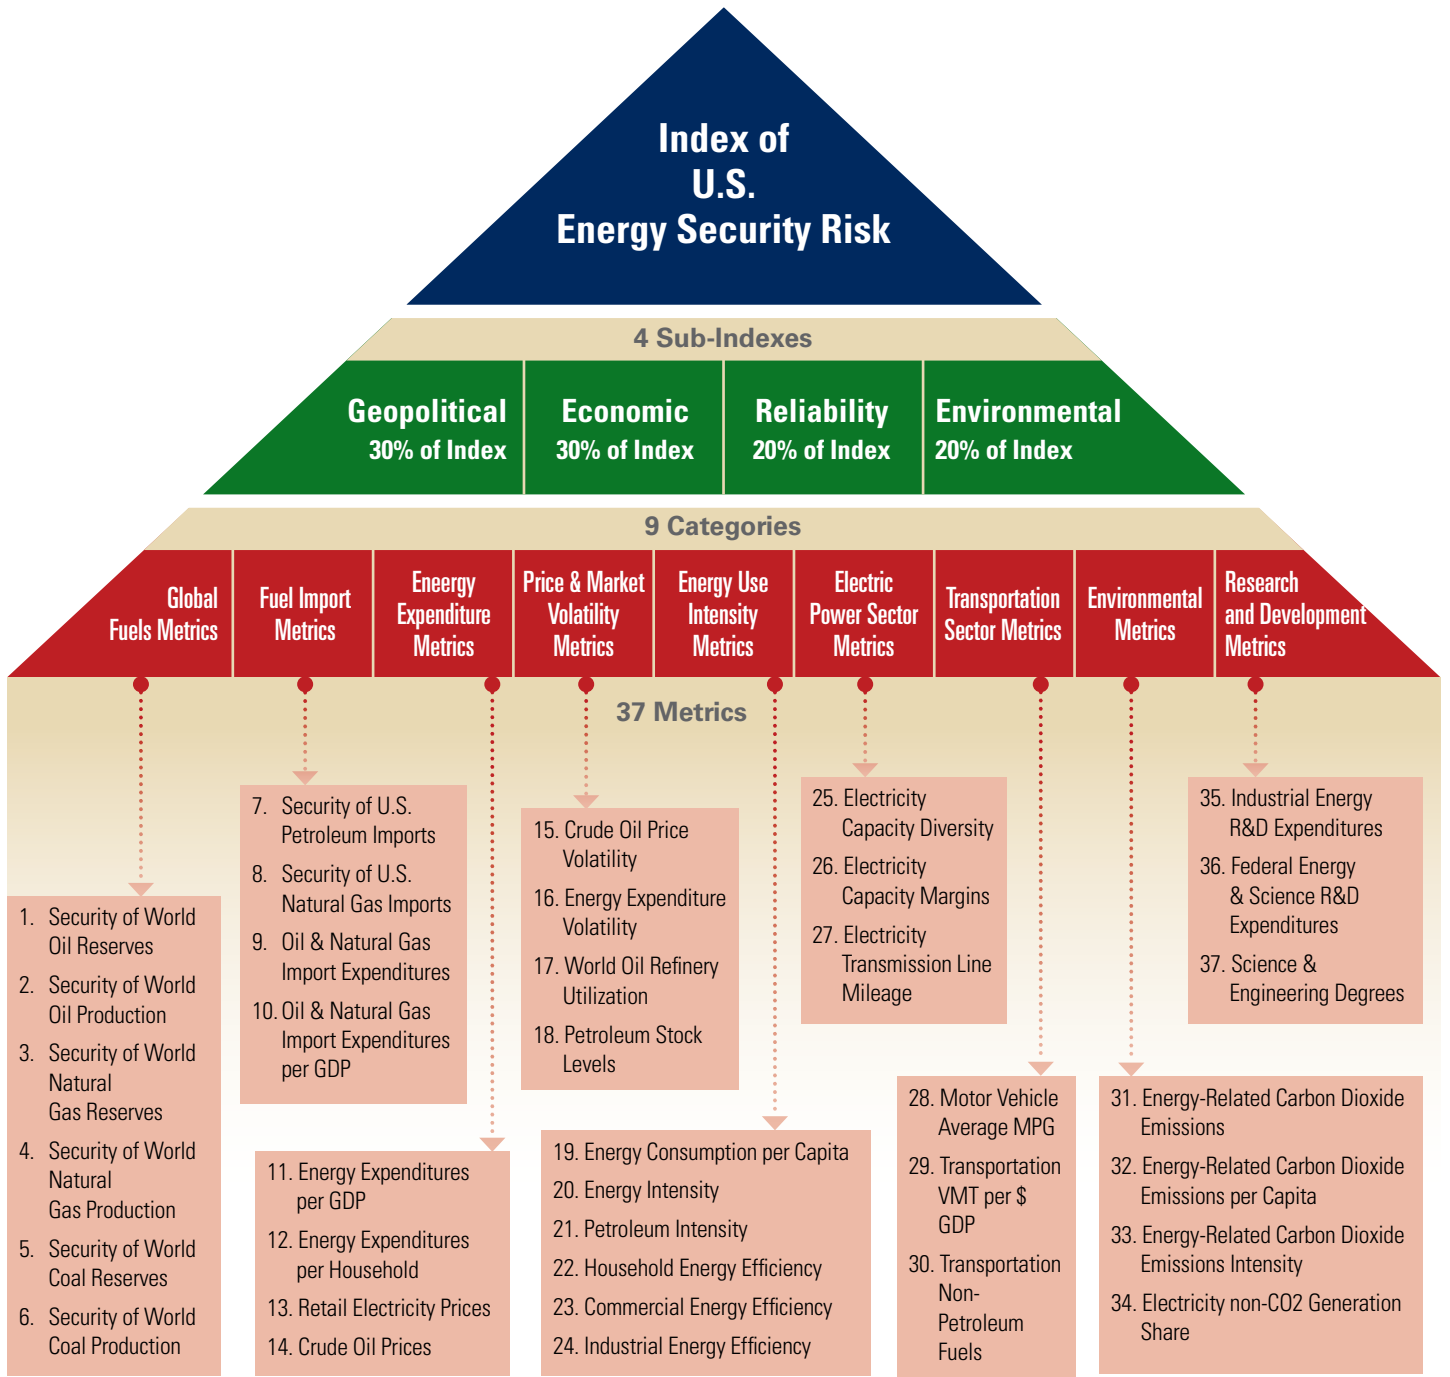 Index of
U.S.
Energy Security Risk
4 Sub-Indexes
Geopolitical
30% of Index
Economic
30% of Index
Reliability
20% of Index
Environmental
20% of Index
9 Categories
Global
Fuels Metrics
Fuel Import
Metrics
Eneergy
Expenditure
Metrics
Price & Market
Volatility
Metrics
Energy Use
Intensity
Metrics
Electric
Power Sector
Metrics
Transportation
Sector Metrics
Environmental
Metrics
Research
and Development
Metrics
37 Metrics
1. Security of World
Oil Reserves
2. Security of World
Oil Production
3. Security of World
Natural
Gas Reserves
4. Security of World
Natural
Gas Production
5. Security of World
Coal Reserves
6. Security of World
Coal Production
7. Security of U.S.
Petroleum Imports
8. Security of U.S.
Natural Gas Imports
9. Oil & Natural Gas
Import Expenditures
10. Oil & Natural Gas
Import Expenditures
per GDP
11. Energy Expenditures
per GDP
12. Energy Expenditures
per Household
13. Retail Electricity Prices
14. Crude Oil Prices
15. Crude Oil Price
Volatility
16. Energy Expenditure
Volatility
17. World Oil Refinery
Utilization
18. Petroleum Stock
Levels
19. Energy Consumption per Capita
20. Energy Intensity
21. Petroleum Intensity
22. Household Energy Efficiency
23. Commercial Energy Efficiency
24. Industrial Energy Efficiency
25. Electricity
Capacity Diversity
26. Electricity
Capacity Margins
27. Electricity
Transmission Line
Mileage
28. Motor Vehicle
Average MPG
29. Transportation
VMT per $
GDP
30. Transportation
Non-
Petroleum
Fuels
31. Energy-Related Carbon Dioxide
Emissions
32. Energy-Related Carbon Dioxide
Emissions per Capita
33. Energy-Related Carbon Dioxide
Emissions Intensity
34. Electricity non-CO2 Generation
Share
35. Industrial Energy
R&D Expenditures
36. Federal Energy
& Science R&D
Expenditures
37. Science &
Engineering Degrees